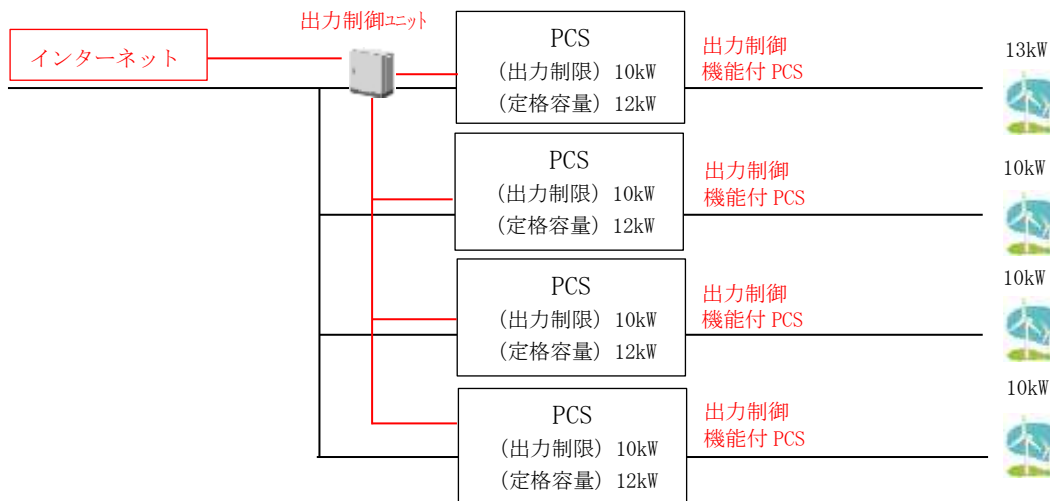 出力制御ユニット
インターネット
PCS
(出力制限) 10kW
(定格容量) 12kW
出力制御
機能付 PCS
13kW
PCS
(出力制限) 10kW
(定格容量) 12kW
出力制御
機能付 PCS
10kW
PCS
(出力制限) 10kW
(定格容量) 12kW
出力制御
機能付 PCS
10kW
PCS
(出力制限) 10kW
(定格容量) 12kW
出力制御
機能付 PCS
10kW